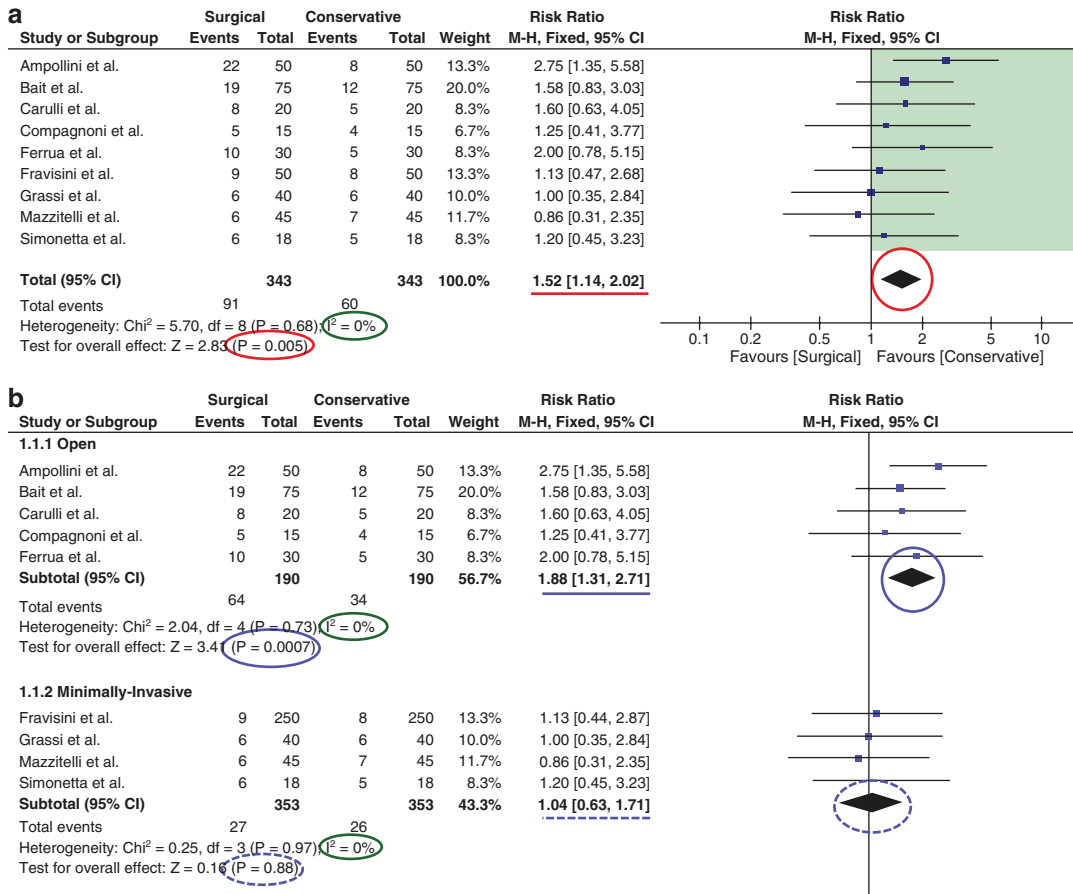 a
Surgical Conservative Risk Ratio Risk Ratio
Study or Subgroup Events Total Events Total Weight M-H, Fixed, 95% CI M-H, Fixed, 95% CI
Ampollini et al. 22 50 8 50 13.3% 2.75 [1.35, 5.58]
Bait et al. 19 75 12 75 20.0% 1.58 [0.83, 3.03]
Carulli et al. 8 20 5 20 8.3% 1.60 [0.63, 4.05]
Compagnoni et al. 5 15 4 15 6.7% 1.25 [0.41, 3.77]
Ferrua et al. 10 30 5 30 8.3% 2.00 [0.78, 5.15]
Fravisini et al. 9 50 8 50 13.3% 1.13 [0.47, 2.68]
Grassi et al. 6 40 6 40 10.0% 1.00 [0.35, 2.84]
Mazzitelli et al. 6 45 7 45 11.7% 0.86 [0.31, 2.35]
Simonetta et al. 6 18 5 18 8.3% 1.20 [0.45, 3.23]
Total (95% CI) 343 343 100.0% 1.52 [1.14, 2.02]
Total events 91 60
Heterogeneity: Chi² = 5.70, df = 8 (P = 0.68); I² = 0%
Test for overall effect: Z = 2.83 (P = 0.005)
0.1 0.2 0.5 1 2 5 10
Favours [Surgical] Favours [Conservative]
b
Surgical Conservative Risk Ratio Risk Ratio
Study or Subgroup Events Total Events Total Weight M-H, Fixed, 95% CI M-H, Fixed, 95% CI
1.1.1 Open
Ampollini et al. 22 50 8 50 13.3% 2.75 [1.35, 5.58]
Bait et al. 19 75 12 75 20.0% 1.58 [0.83, 3.03]
Carulli et al. 8 20 5 20 8.3% 1.60 [0.63, 4.05]
Compagnoni et al. 5 15 4 15 6.7% 1.25 [0.41, 3.77]
Ferrua et al. 10 30 5 30 8.3% 2.00 [0.78, 5.15]
Subtotal (95% CI) 190 190 56.7% 1.88 [1.31, 2.71]
Total events 64 34
Heterogeneity: Chi² = 2.04, df = 4 (P = 0.73); I² = 0%
Test for overall effect: Z = 3.41 (P = 0.0007)
1.1.2 Minimally-Invasive
Fravisini et al. 9 250 8 250 13.3% 1.13 [0.44, 2.87]
Grassi et al. 6 40 6 40 10.0% 1.00 [0.35, 2.84]
Mazzitelli et al. 6 45 7 45 11.7% 0.86 [0.31, 2.35]
Simonetta et al. 6 18 5 18 8.3% 1.20 [0.45, 3.23]
Subtotal (95% CI) 353 353 43.3% 1.04 [0.63, 1.71]
Total events 27 26
Heterogeneity: Chi² = 0.25, df = 3 (P = 0.97); I² = 0%
Test for overall effect: Z = 0.16 (P = 0.88)